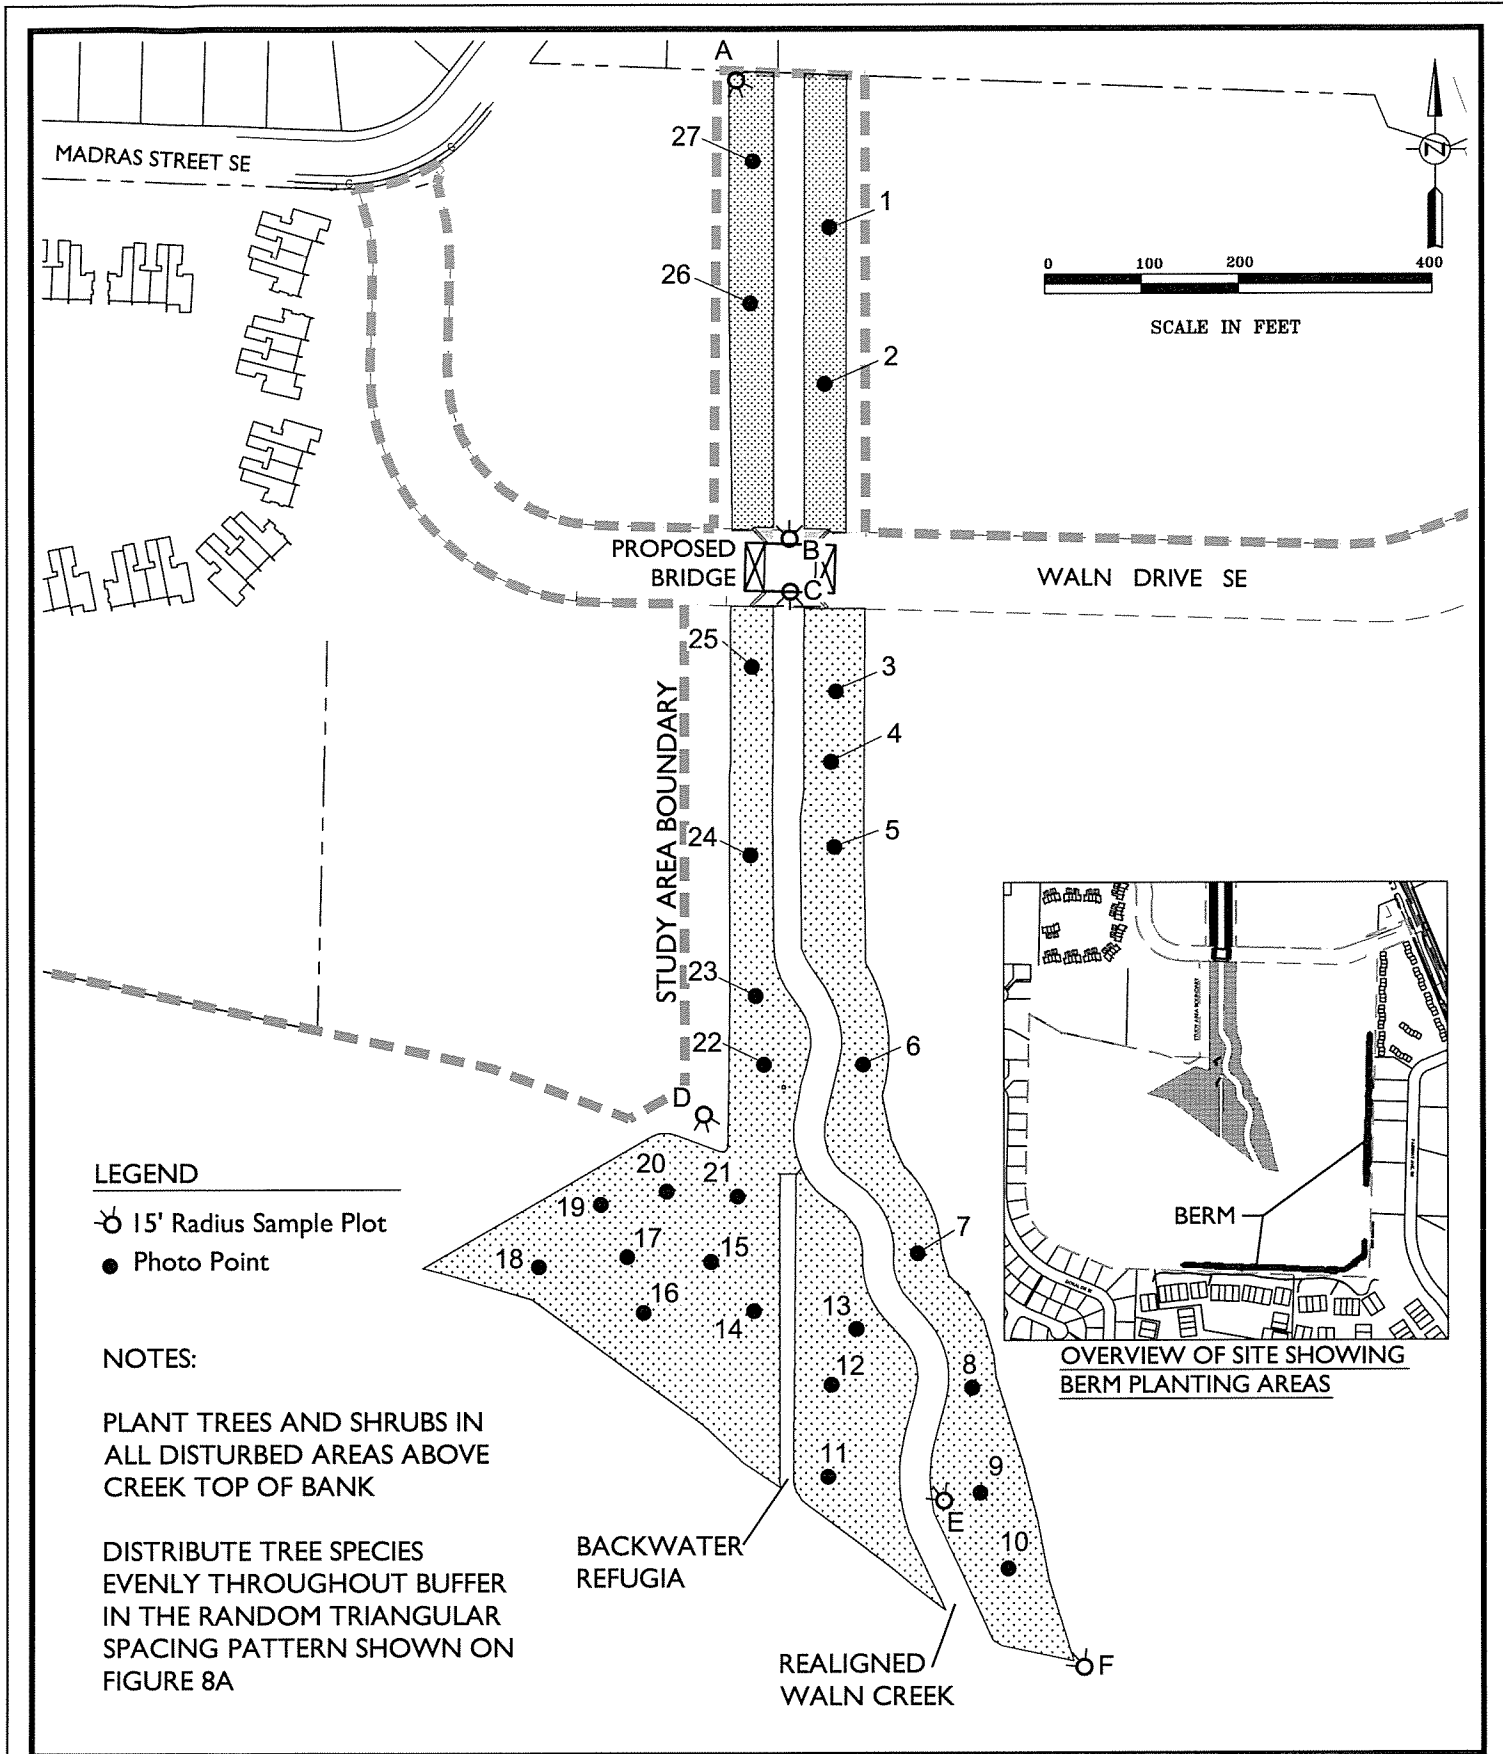 A
MADRAS STREET SE
27
1
N
26
0 100 200 400
SCALE IN FEET
2
PROPOSED
BRIDGE
B
C
WALN DRIVE SE
25
3
STUDY AREA BOUNDARY
4
24
5
23
22
6
D
LEGEND
15' Radius Sample Plot
Photo Point
20
21
19
18
17
15
16
14
7
13
12
8
11
9
E
10
F
BERM
OVERVIEW OF SITE SHOWING
BERM PLANTING AREAS
NOTES:
PLANT TREES AND SHRUBS IN
ALL DISTURBED AREAS ABOVE
CREEK TOP OF BANK
DISTRIBUTE TREE SPECIES
EVENLY THROUGHOUT BUFFER
IN THE RANDOM TRIANGULAR
SPACING PATTERN SHOWN ON
FIGURE 8A
BACKWATER
REFUGIA
REALIGNED
WALN CREEK